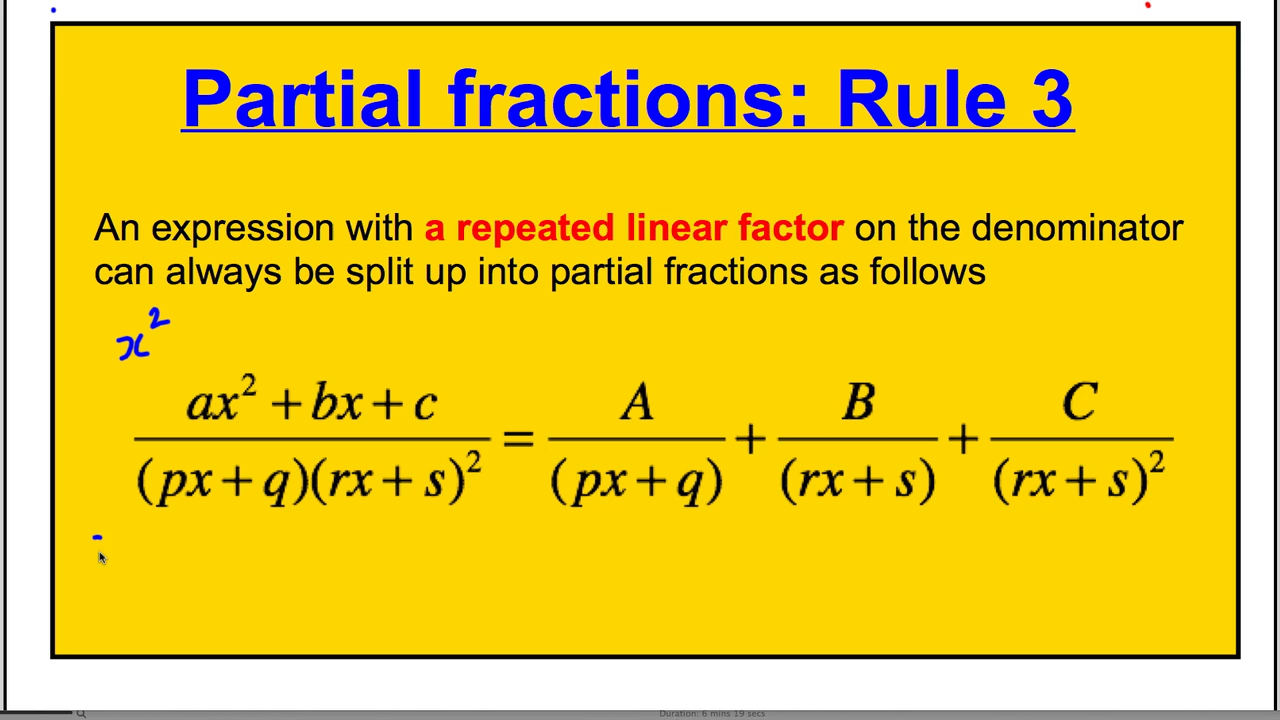 Partial fractions: Rule 3
An expression with a repeated linear factor on the denominator
can always be split up into partial fractions as follows
x²
ax² + bx + c / (px + q)(rx + s)² = A / (px + q) + B / (rx + s) + C / (rx + s)²
Duration: 6 mins 19 secs